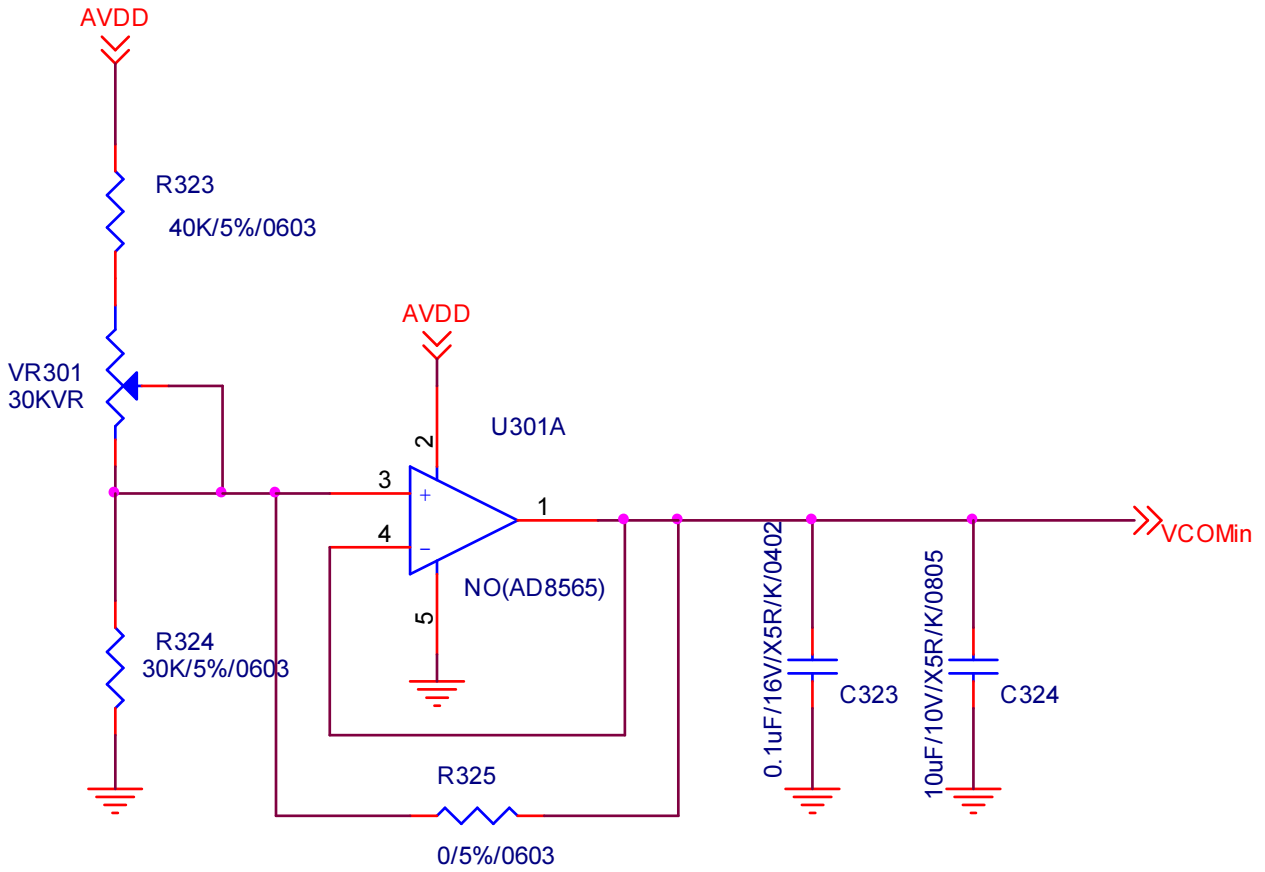 AVDD
R323
40K/5%/0603
VR301
30KVR
AVDD
U301A
2
3
+
1
4
−
NO(AD8565)
5
VCOMin
R324
30K/5%/0603
0.1uF/16V/X5R/K/0402
C323
10uF/10V/X5R/K/0805
C324
R325
0/5%/0603